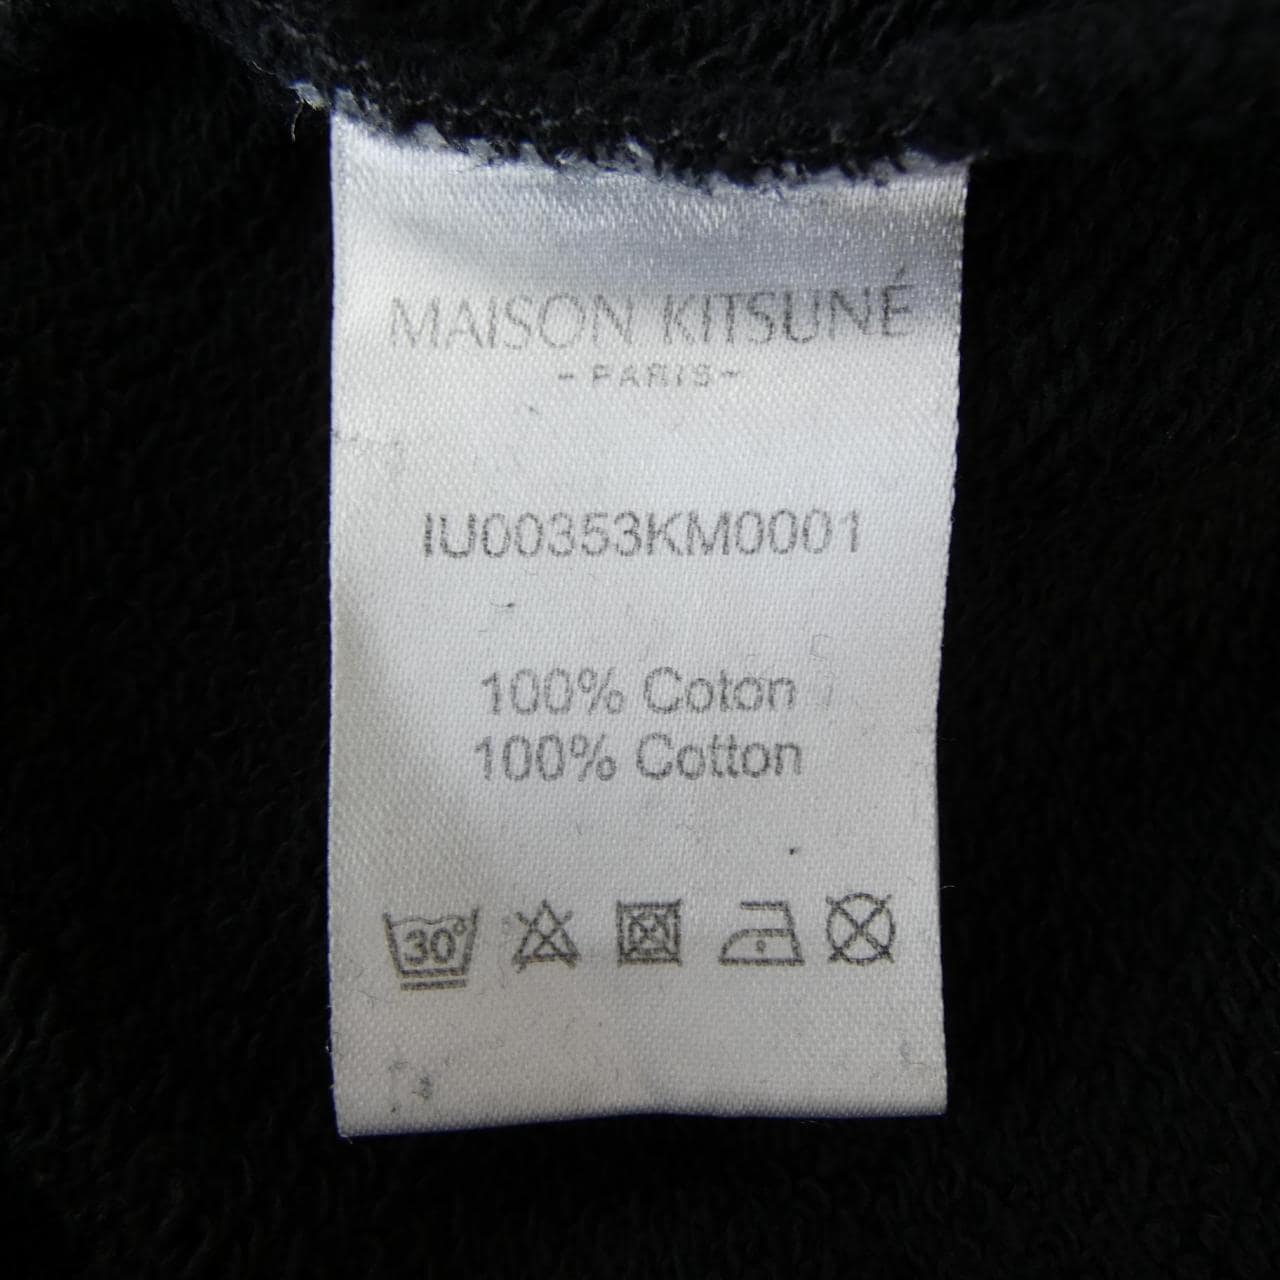 MAISON KITSUNÉ
- PARIS -
IU00353KM0001
100% Coton
100% Cotton
30°